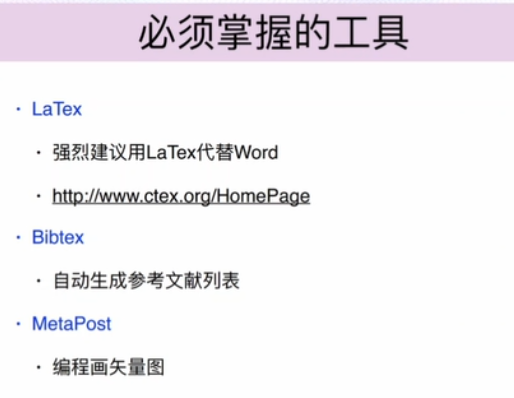 必须掌握的工具
· LaTex
· 强烈建议用LaTex代替Word
· http://www.ctex.org/HomePage
· Bibtex
· 自动生成参考文献列表
· MetaPost
· 编程画矢量图